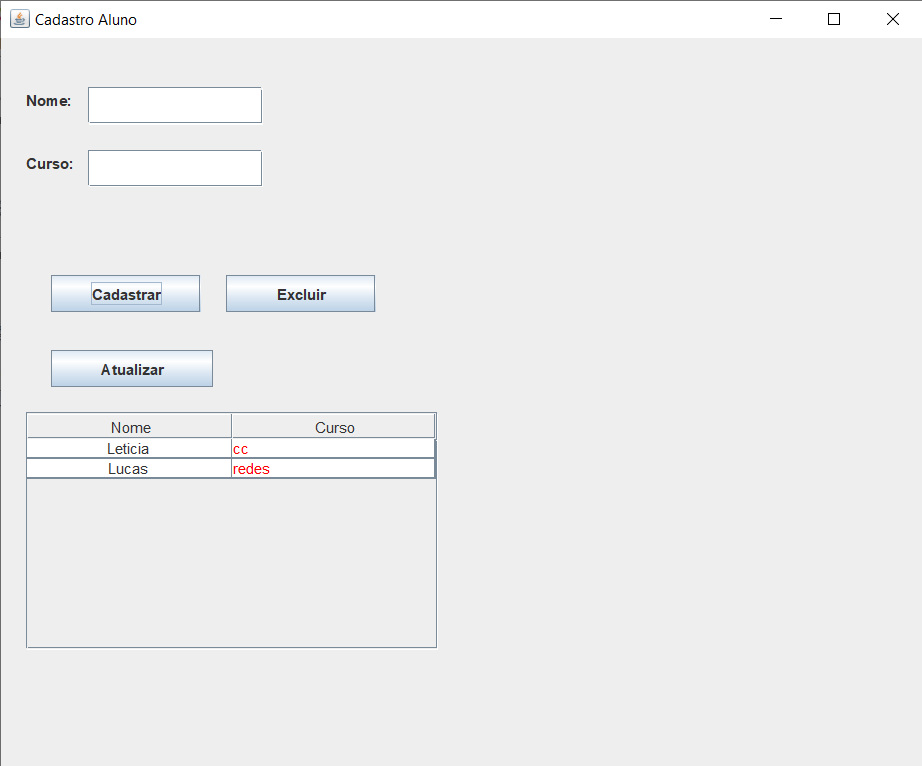 Cadastro Aluno
Nome:
Curso:
Cadastrar Excluir
Atualizar
Nome Curso
Leticia cc
Lucas redes